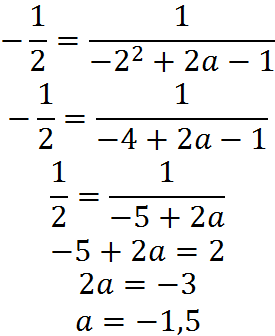 -1/2 = 1/(-2² + 2a - 1)
-1/2 = 1/(-4 + 2a - 1)
1/2 = 1/(-5 + 2a)
-5 + 2a = 2
2a = -3
a = -1,5